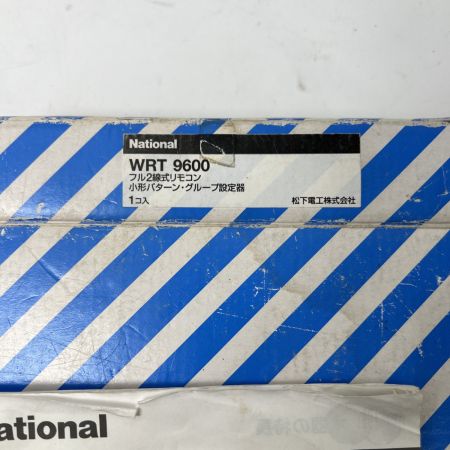 National
WRT 9600
フル2線式リモコン
小形パターン・グループ設定器
1コ入 松下電工株式会社
ational